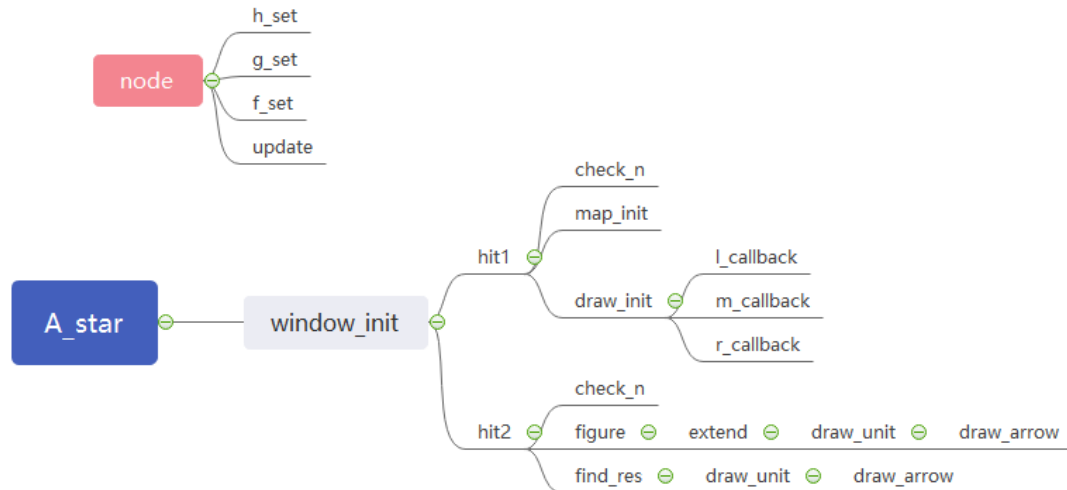 h_set
node
g_set
f_set
update
A_star
window_init
hit1
check_n
map_init
draw_init
l_callback
m_callback
r_callback
hit2
check_n
figure
extend
draw_unit
draw_arrow
find_res
draw_unit
draw_arrow